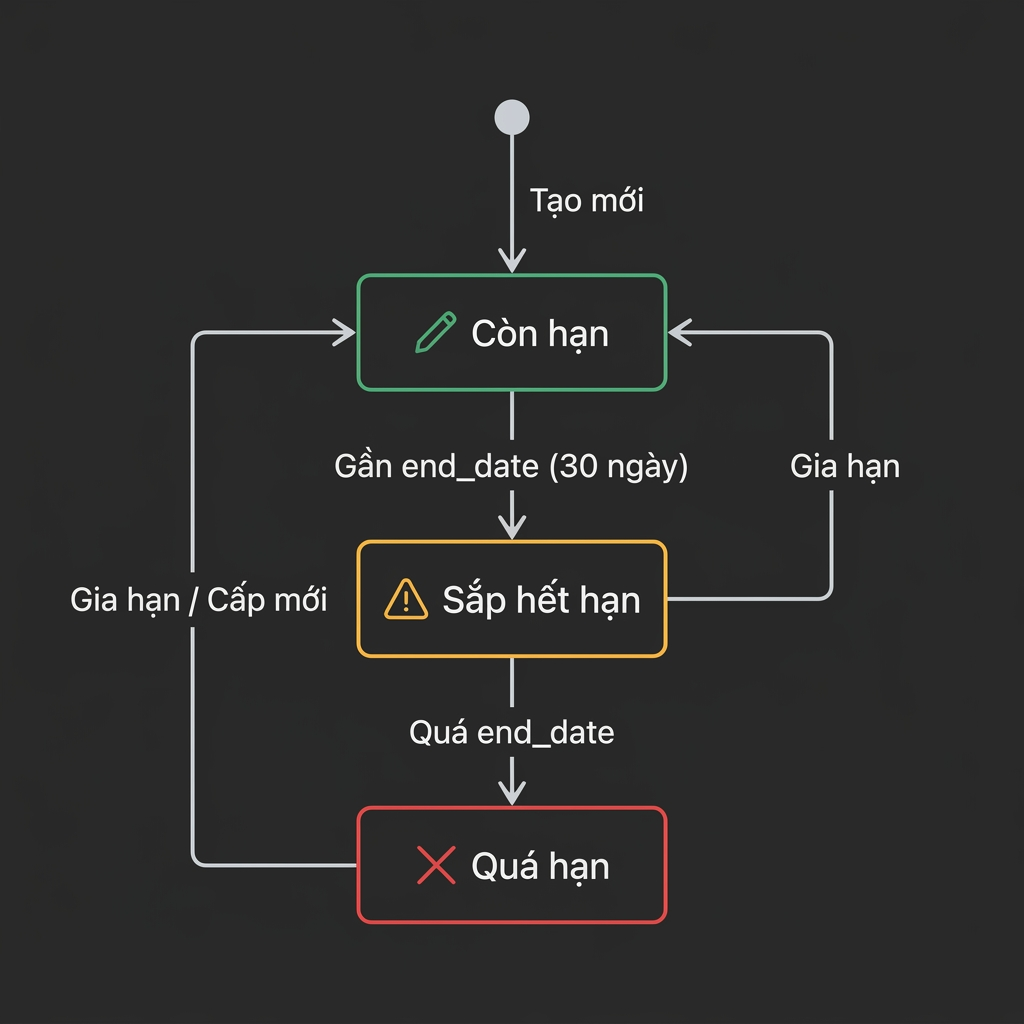 Tạo mới
Còn hạn
Gần end_date (30 ngày)
Gia hạn
Gia hạn / Cấp mới
Sắp hết hạn
Quá end_date
Quá hạn